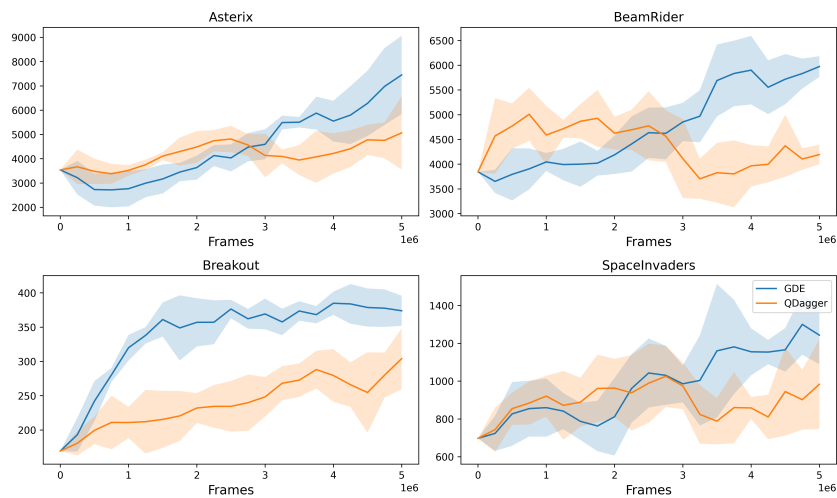 Asterix
9000
8000
7000
6000
5000
4000
3000
2000
0 1 2 3 4 5
1e6
Frames
BeamRider
6500
6000
5500
5000
4500
4000
3500
3000
0 1 2 3 4 5
1e6
Frames
Breakout
400
350
300
250
200
0 1 2 3 4 5
1e6
Frames
SpaceInvaders
GDE
QDagger
1400
1200
1000
800
600
0 1 2 3 4 5
1e6
Frames